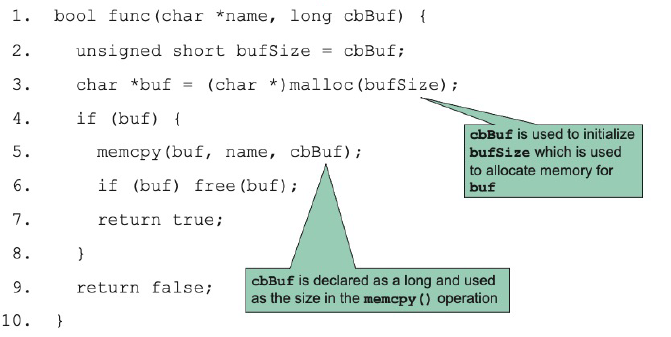 1. bool func(char *name, long cbBuf) {
2. unsigned short bufSize = cbBuf;
3. char *buf = (char *)malloc(bufSize);
4. if (buf) {
5. memcpy(buf, name, cbBuf);
6. if (buf) free(buf);
7. return true;
8. }
9. return false;
10. }
cbBuf is used to initialize
bufSize which is used
to allocate memory for
buf
cbBuf is declared as a long and used
as the size in the memcpy() operation